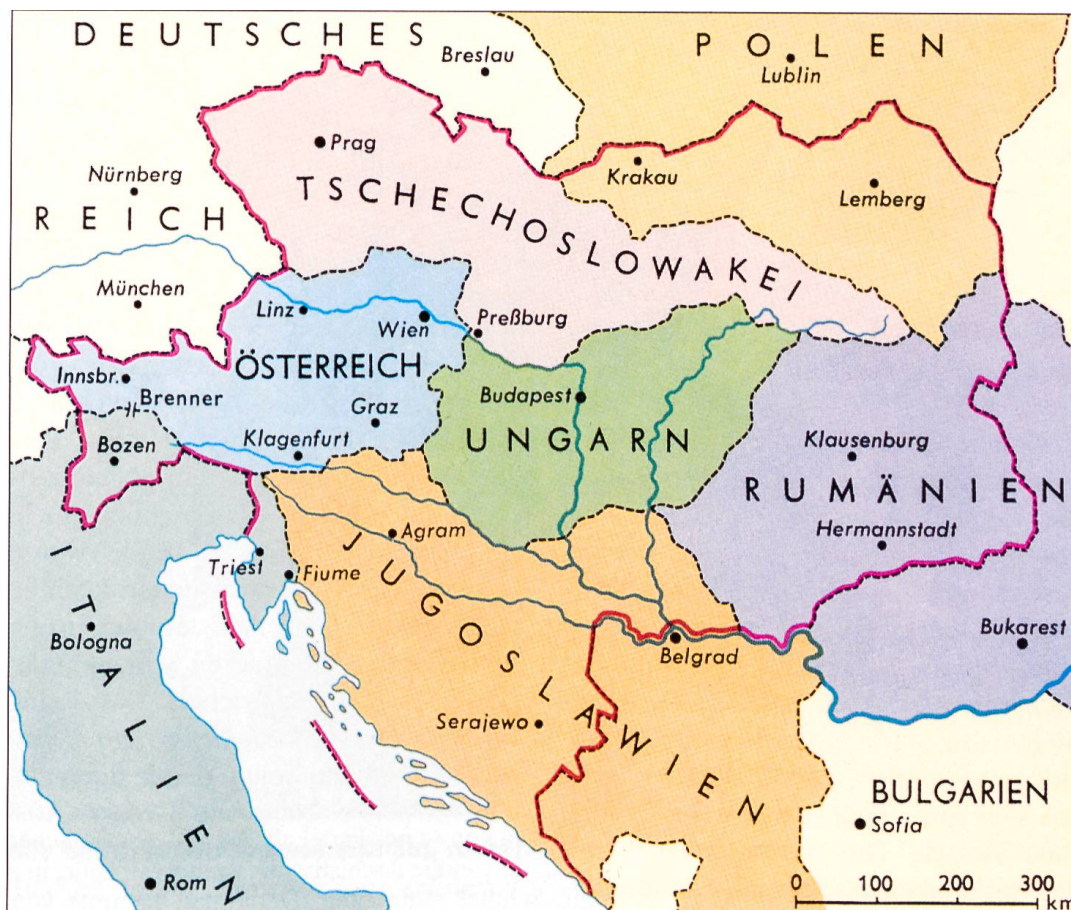 DEUTSCHES
POLEN
Breslau
Lublin
Prag
Krakau
Nürnberg
TSCHECHOSLOWAKEI
Lemberg
REICH
München
Linz
Wien
Preßburg
ÖSTERREICH
Innsbr.
Brenner
Budapest
Graz
Klagenfurt
UNGARN
Klausenburg
Bozen
RUMÄNIEN
Agram
Hermannstadt
Triest
Fiume
JUGOSLAWIEN
Bologna
Belgrad
Bukarest
ITALIEN
Serajewo
BULGARIEN
Sofia
Rom
0 100 200 300
km